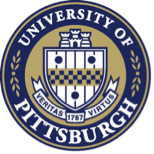 UNIVERSITY OF
PITTSBURGH
VERITAS VIRTUS
1787